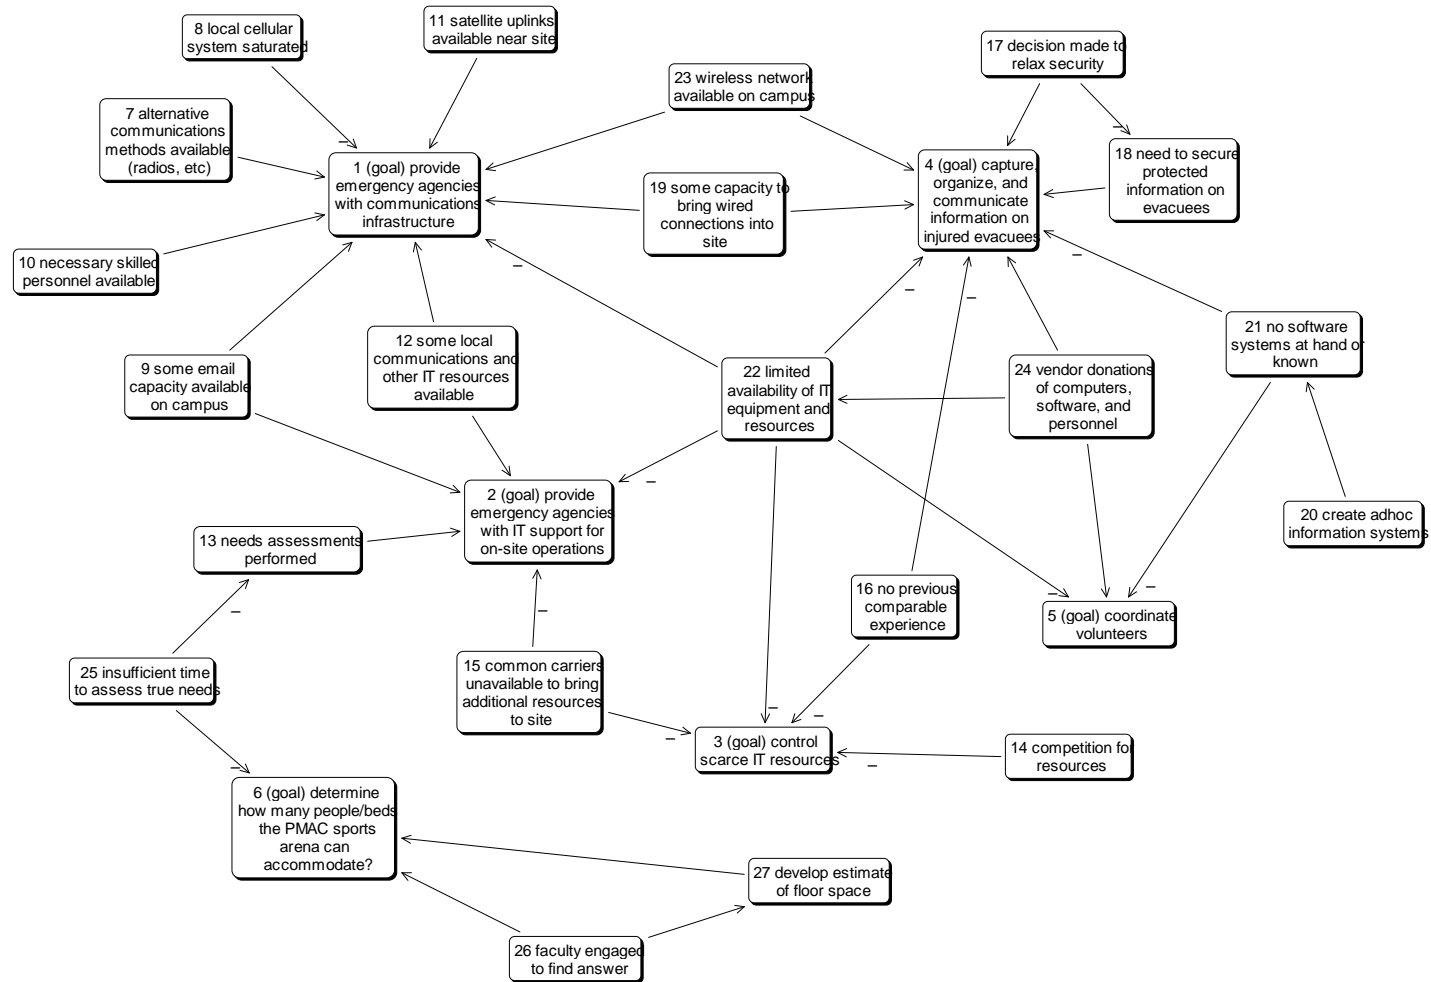 8 local cellular
system saturated
11 satellite uplinks
available near site
17 decision made to
relax security
23 wireless network
available on campus
7 alternative
communications
methods available
(radios, etc)
1 (goal) provide
emergency agencies
with communications
infrastructure
19 some capacity to
bring wired
connections into
site
4 (goal) capture,
organize, and
communicate
information on
injured evacuees
18 need to secure
protected
information on
evacuees
10 necessary skilled
personnel available
9 some email
capacity available
on campus
12 some local
communications and
other IT resources
available
22 limited
availability of IT
equipment and
resources
24 vendor donations
of computers,
software, and
personnel
21 no software
systems at hand or
known
2 (goal) provide
emergency agencies
with IT support for
on-site operations
13 needs assessments
performed
20 create adhoc
information systems
16 no previous
comparable
experience
5 (goal) coordinate
volunteers
25 insufficient time
to assess true needs
15 common carriers
unavailable to bring
additional resources
to site
3 (goal) control
scarce IT resources
14 competition for
resources
6 (goal) determine
how many people/beds
the PMAC sports
arena can
accommodate?
27 develop estimate
of floor space
26 faculty engaged
to find answer